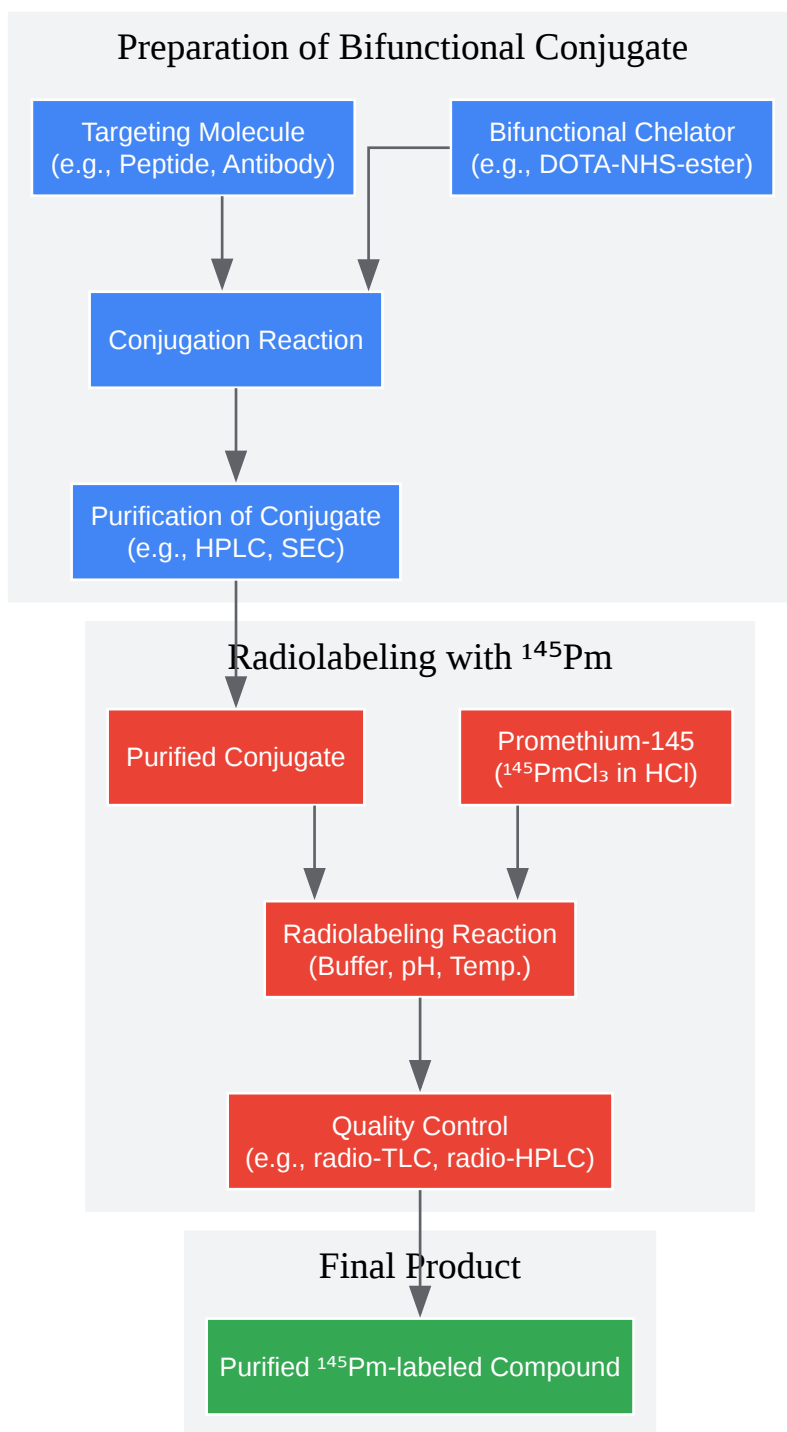 Preparation of Bifunctional Conjugate
Targeting Molecule
(e.g., Peptide, Antibody)
Bifunctional Chelator
(e.g., DOTA-NHS-ester)
Conjugation Reaction
Purification of Conjugate
(e.g., HPLC, SEC)
Radiolabeling with ¹⁴⁵Pm
Purified Conjugate
Promethium-145
(¹⁴⁵PmCl₃ in HCl)
Radiolabeling Reaction
(Buffer, pH, Temp.)
Quality Control
(e.g., radio-TLC, radio-HPLC)
Final Product
Purified ¹⁴⁵Pm-labeled Compound